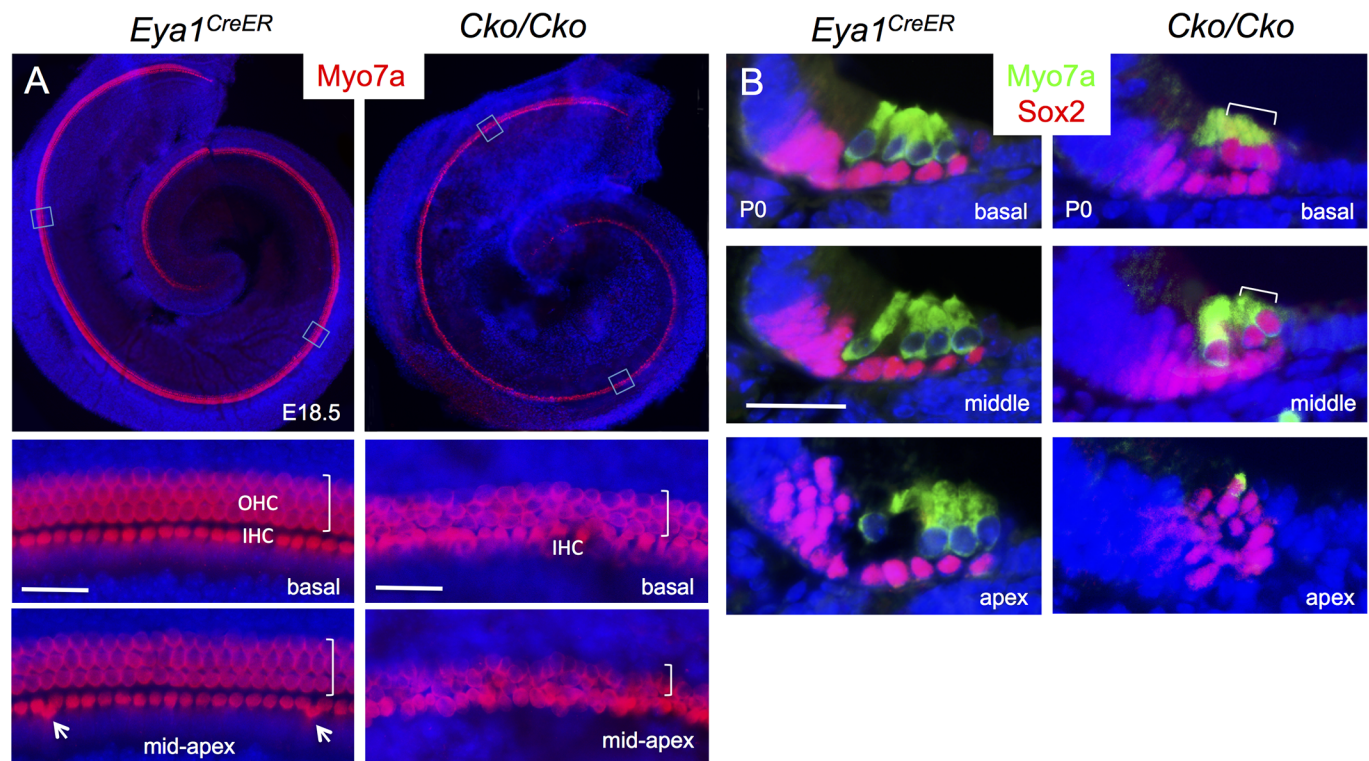 Eya1CreER
Cko/Cko
A
Myo7a
E18.5
OHC
IHC
basal
IHC
basal
mid-apex
mid-apex
Eya1CreER
Cko/Cko
B
Myo7a
Sox2
P0
basal
P0
basal
middle
middle
apex
apex